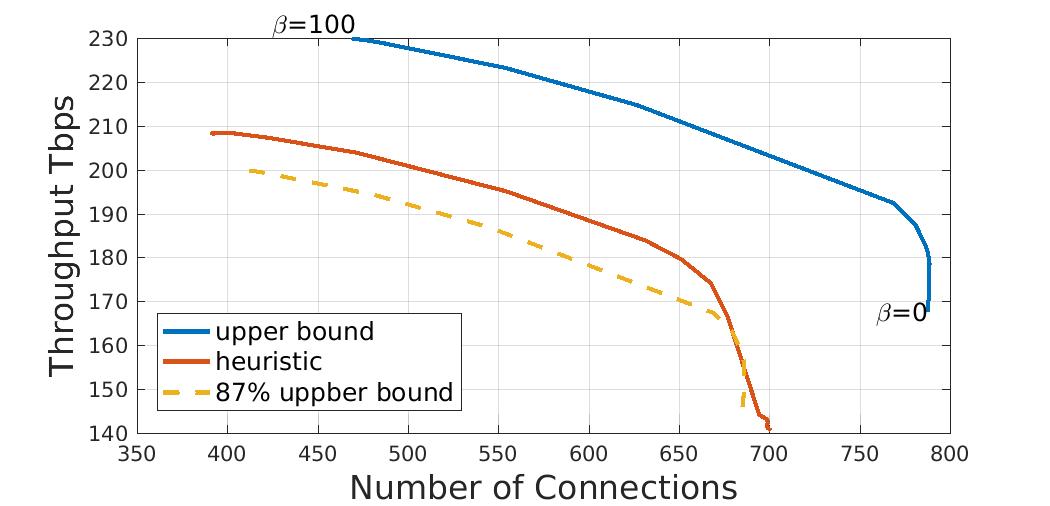 β=100
230
220
210
200
190
180
170
160
150
140
Throughput Tbps
β=0
upper bound
heuristic
87% uppber bound
350 400 450 500 550 600 650 700 750 800
Number of Connections